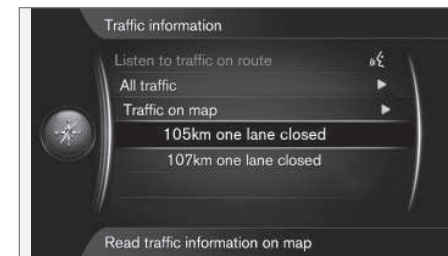 Traffic information
Listen to traffic on route
All traffic
Traffic on map
105km one lane closed
107km one lane closed
Read traffic information on map